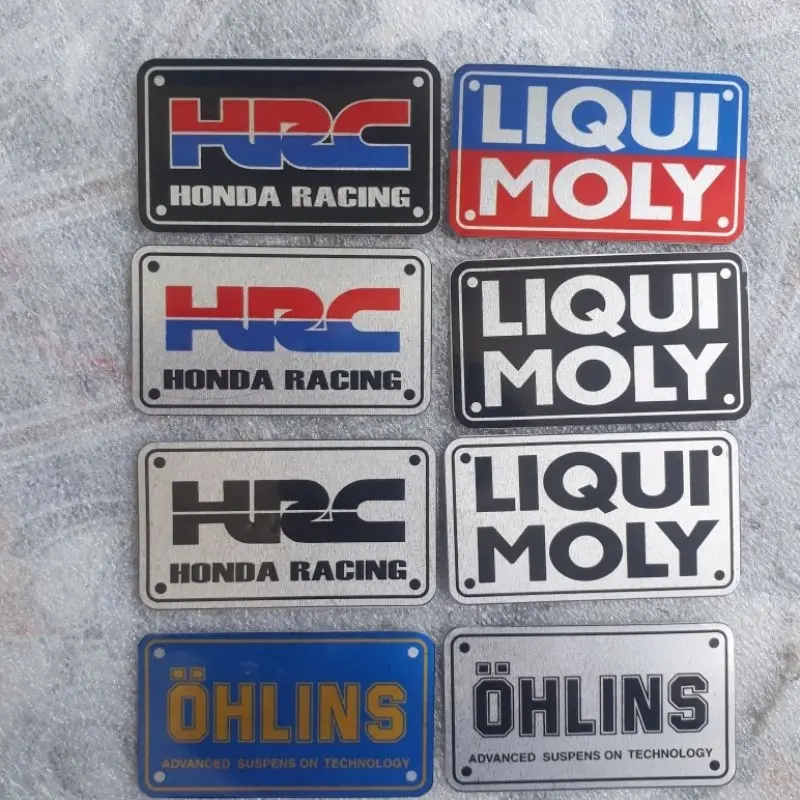 HRC
HONDA RACING
LIQUI
MOLY
HRC
HONDA RACING
LIQUI
MOLY
HRC
HONDA RACING
LIQUI
MOLY
ÖHLINS
ADVANCED SUSPENS ON TECHNOLOGY
ÖHLINS
ADVANCED SUSPENS ON TECHNOLOGY